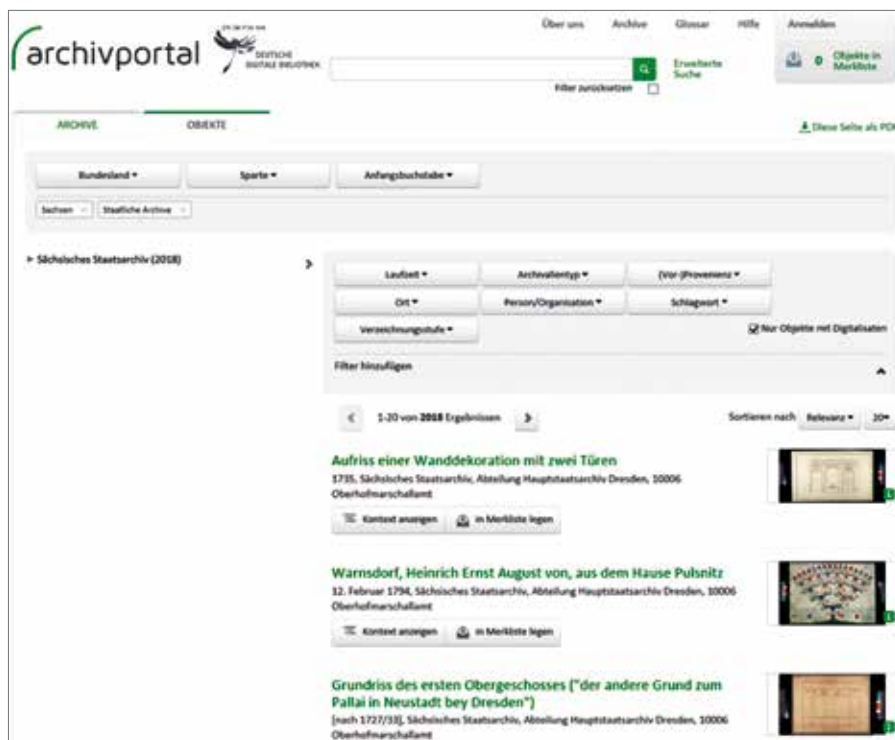 Über uns Archive Glossar Hilfe Anmelden
archivportal
DEUTSCHE
DIGITALE BIBLIOTHEK
Erweiterte
Suche
0 Objekte in
Merkliste
Filter zurücksetzen
ARCHIVE OBJEKTE
Diese Seite als PD
Bundesland Sparte Anfangsbuchstabe
Sachsen Staatliche Archive
Sächsisches Staatsarchiv (2018)
Laufzeit Archivalientyp (Vor-)Provenienz
Ort Person/Organisation Schlagwort
Verzeichnungsstufe Nur Objekte mit Digitalisaten
Filter hinzufügen
1-20 von 2018 Ergebnissen Sortieren nach Relevanz 20
Aufriss einer Wanddekoration mit zwei Türen
1735, Sächsisches Staatsarchiv, Abteilung Hauptstaatsarchiv Dresden, 10006
Oberhofmarschallamt
Kontext anzeigen in Merkliste legen
Warnsdorf, Heinrich Ernst August von, aus dem Hause Pulsnitz
12. Februar 1794, Sächsisches Staatsarchiv, Abteilung Hauptstaatsarchiv Dresden, 10006
Oberhofmarschallamt
Kontext anzeigen in Merkliste legen
Grundriss des ersten Obergeschosses ("der andere Grund zum
Pallai in Neustadt bey Dresden")
[nach 1727/33], Sächsisches Staatsarchiv, Abteilung Hauptstaatsarchiv Dresden, 10006
Oberhofmarschallamt